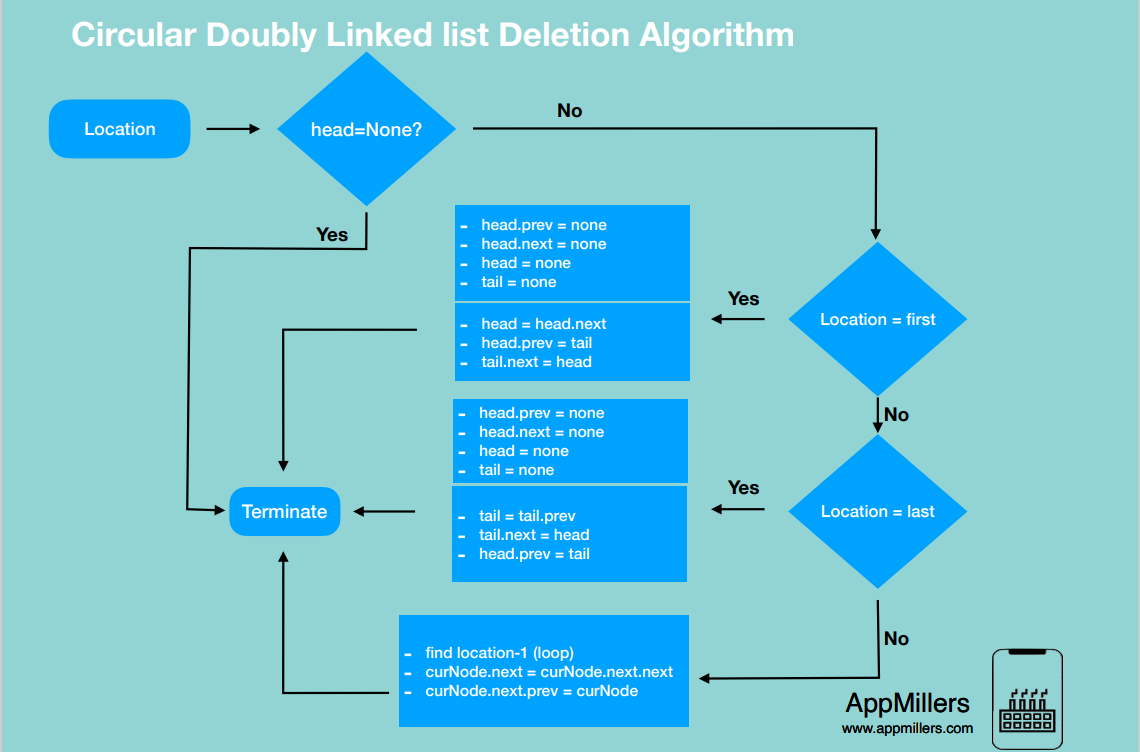 Circular Doubly Linked list Deletion Algorithm
Location
head=None?
No
Yes
- head.prev = none
- head.next = none
- head = none
- tail = none
- head = head.next
- head.prev = tail
- tail.next = head
Yes
Location = first
No
- head.prev = none
- head.next = none
- head = none
- tail = none
- tail = tail.prev
- tail.next = head
- head.prev = tail
Yes
Location = last
Terminate
No
- find location-1 (loop)
- curNode.next = curNode.next.next
- curNode.next.prev = curNode
AppMillers
www.appmillers.com